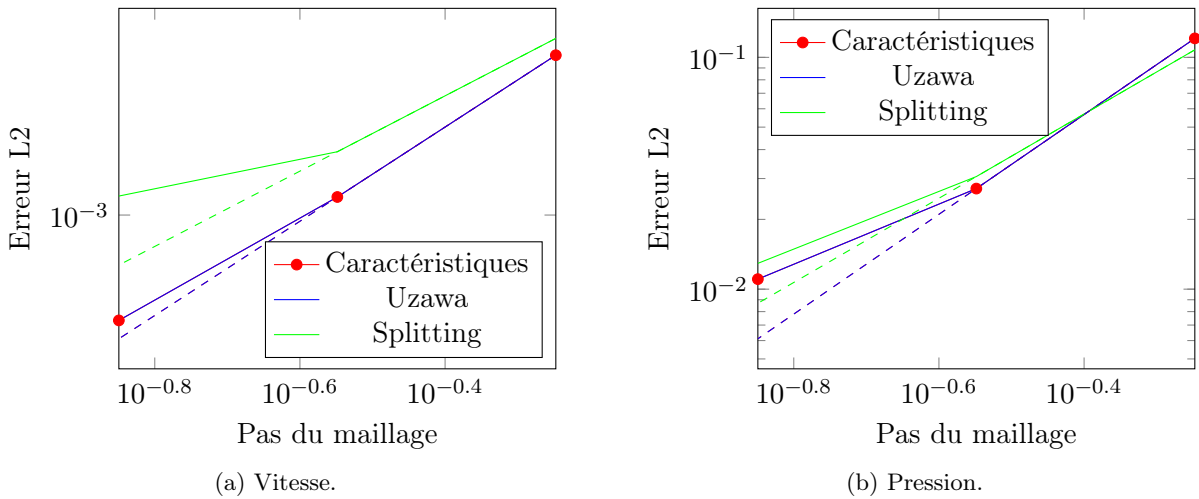 Erreur L2
10^{-3}
Caractéristiques
Uzawa
Splitting
10^{-0.8}
10^{-0.6}
10^{-0.4}
Pas du maillage
(a) Vitesse.
Erreur L2
10^{-1}
10^{-2}
Caractéristiques
Uzawa
Splitting
10^{-0.8}
10^{-0.6}
10^{-0.4}
Pas du maillage
(b) Pression.